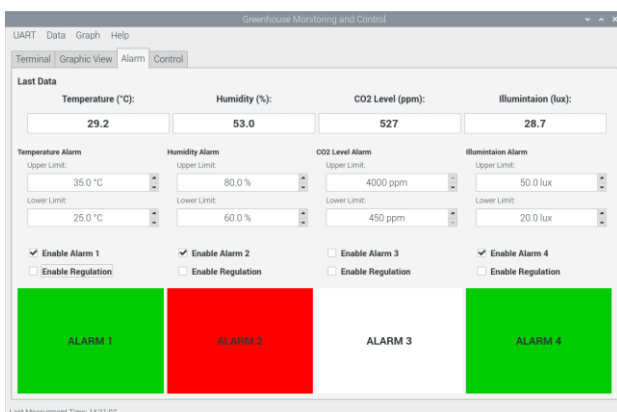 Greenhouse Monitoring and Control
UART Data Graph Help
Terminal Graphic View Alarm Control
Last Data
Temperature (°C): Humidity (%): CO2 Level (ppm): Illumintaion (lux):
29.2 53.0 527 28.7
Temperature Alarm Humidity Alarm CO2 Level Alarm Illumintaion Alarm
Upper Limit: Upper Limit: Upper Limit: Upper Limit:
35.0 °C 80.0 % 4000 ppm 50.0 lux
Lower Limit: Lower Limit: Lower Limit: Lower Limit:
25.0 °C 60.0 % 450 ppm 20.0 lux
Enable Alarm 1 Enable Alarm 2 Enable Alarm 3 Enable Alarm 4
Enable Regulation Enable Regulation Enable Regulation Enable Regulation
ALARM 1 ALARM 2 ALARM 3 ALARM 4
Last Measurment Time: